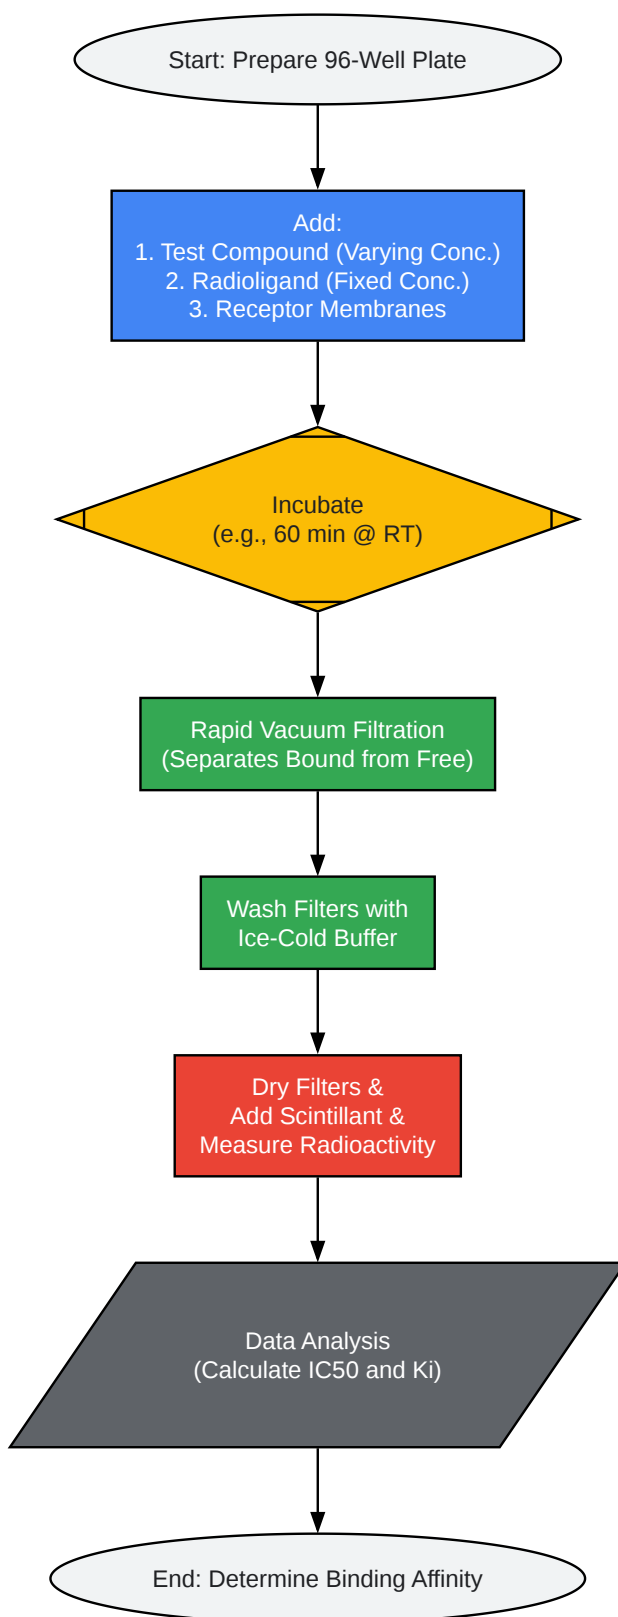 Start: Prepare 96-Well Plate
Add:
1. Test Compound (Varying Conc.)
2. Radioligand (Fixed Conc.)
3. Receptor Membranes
Incubate
(e.g., 60 min @ RT)
Rapid Vacuum Filtration
(Separates Bound from Free)
Wash Filters with
Ice-Cold Buffer
Dry Filters &
Add Scintillant &
Measure Radioactivity
Data Analysis
(Calculate IC50 and Ki)
End: Determine Binding Affinity